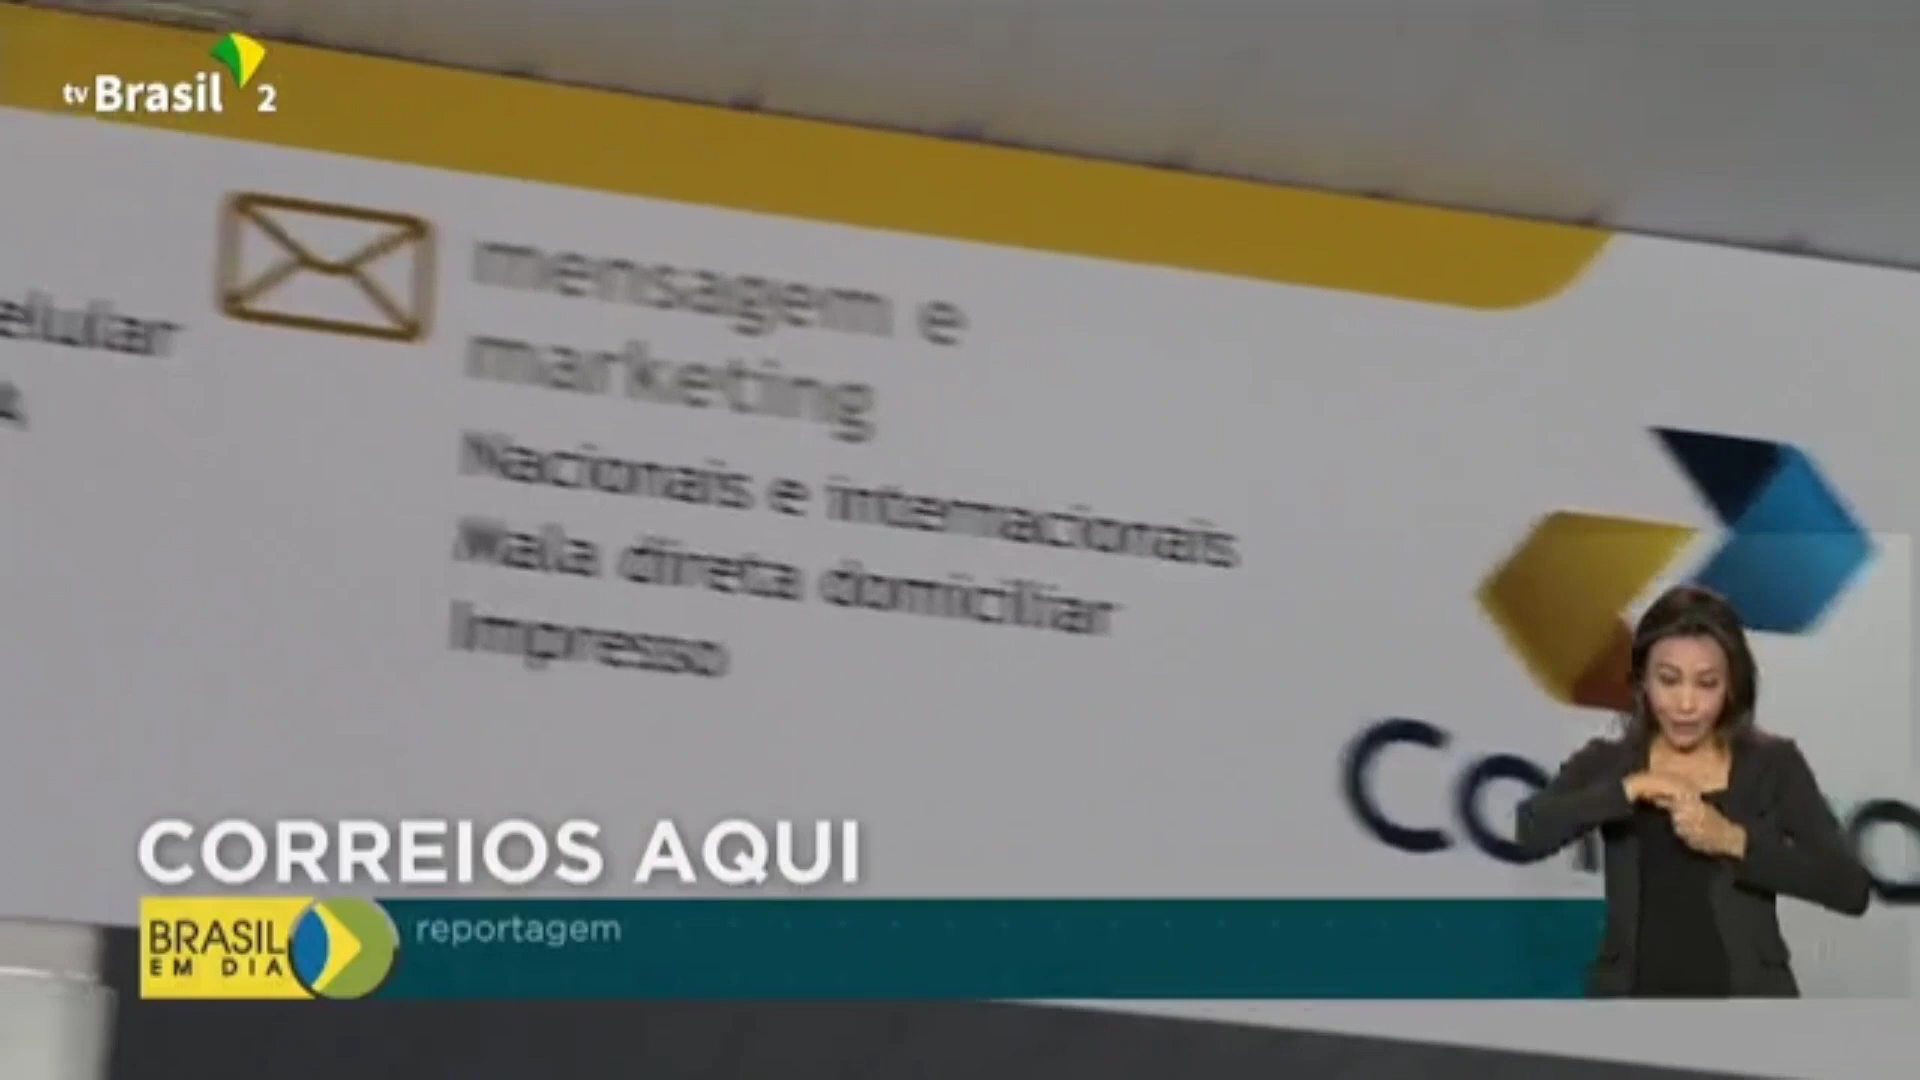 tv Brasil 2
elular
mensagem e
marketing
Nacionais e internacionais
Mala direta domiciliar
Impresso
CORREIOS AQUI
BRASIL
EM DIA
reportagem